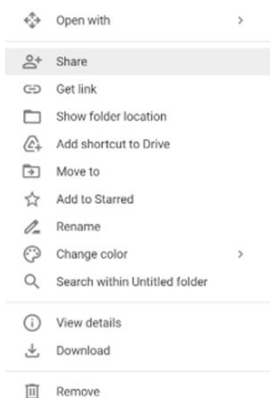 Open with
Share
Get link
Show folder location
Add shortcut to Drive
Move to
Add to Starred
Rename
Change color
Search within Untitled folder
View details
Download
Remove